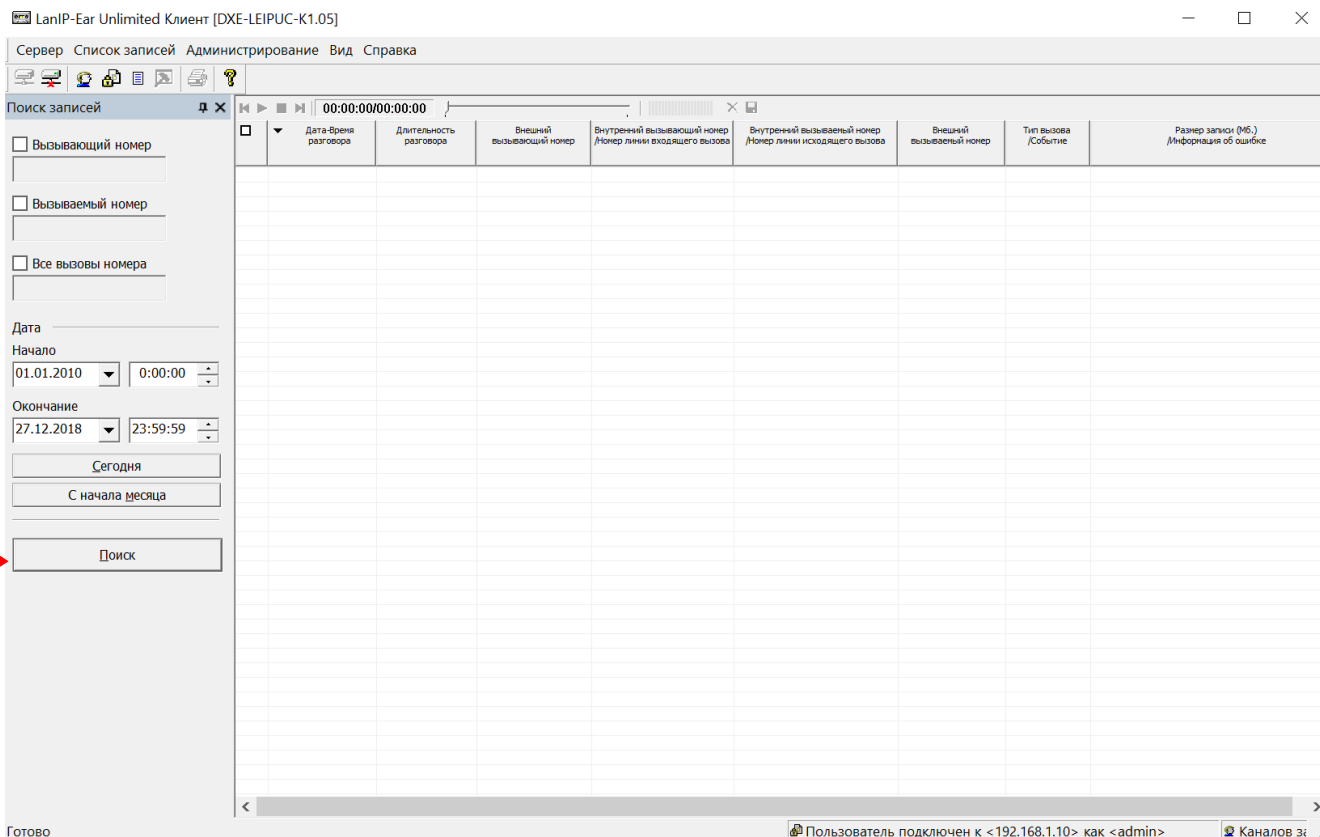 LanIP-Ear Unlimited Клиент [DXE-LEIPUC-K1.05]
Сервер Список записей Администрирование Вид Справка
Поиск записей
00:00:00/00:00:00
Дата-Время
разговора
Длительность
разговора
Внешний
вызывающий номер
Внутренний вызывающий номер
/Номер линии входящего вызова
Внутренний вызываемый номер
/Номер линии исходящего вызова
Внешний
вызываемый номер
Тип вызова
/Событие
Размер записи (Мб.)
/Информация об ошибке
Вызывающий номер
Вызываемый номер
Все вызовы номера
Дата
Начало
01.01.2010 0:00:00
Окончание
27.12.2018 23:59:59
Сегодня
С начала месяца
Поиск
Готово
Пользователь подключен к <192.168.1.10> как <admin>
Каналов за